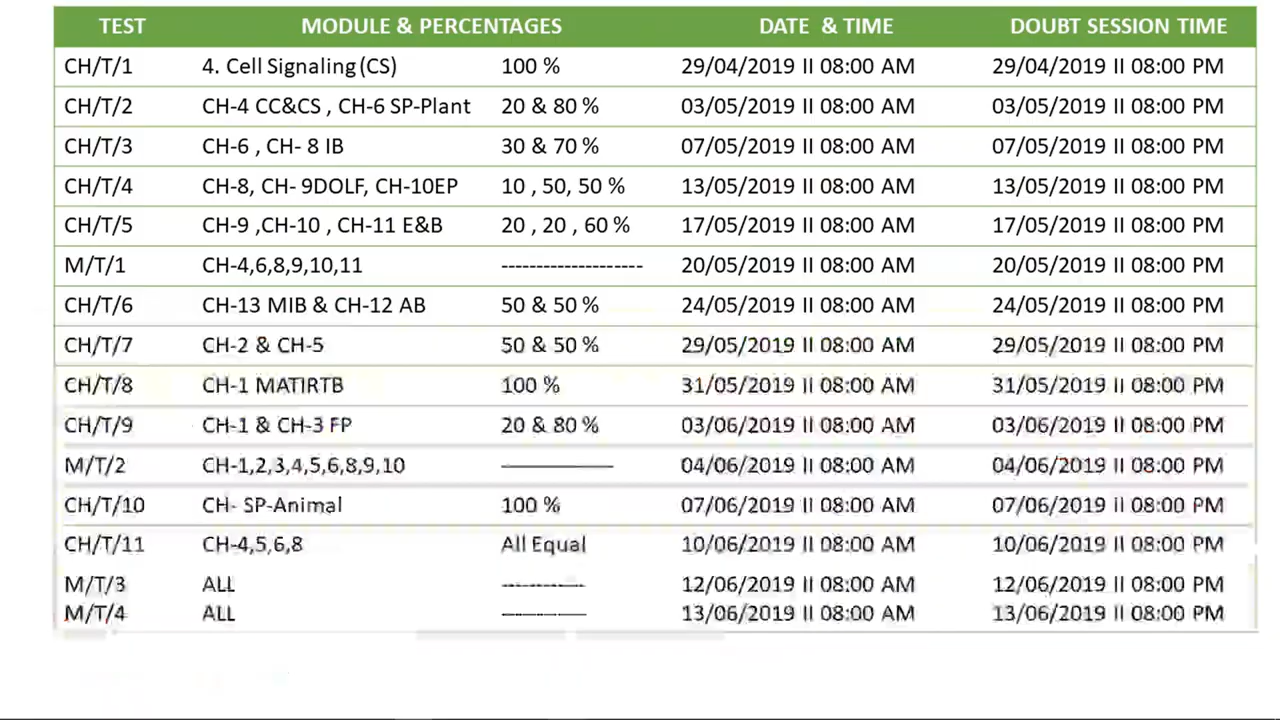 TEST MODULE & PERCENTAGES DATE & TIME DOUBT SESSION TIME
CH/T/1 4. Cell Signaling (CS) 100 % 29/04/2019 II 08:00 AM 29/04/2019 II 08:00 PM
CH/T/2 CH-4 CC&CS , CH-6 SP-Plant 20 & 80 % 03/05/2019 II 08:00 AM 03/05/2019 II 08:00 PM
CH/T/3 CH-6 , CH- 8 IB 30 & 70 % 07/05/2019 II 08:00 AM 07/05/2019 II 08:00 PM
CH/T/4 CH-8, CH- 9DOLF, CH-10EP 10 , 50, 50 % 13/05/2019 II 08:00 AM 13/05/2019 II 08:00 PM
CH/T/5 CH-9 ,CH-10 , CH-11 E&B 20 , 20 , 60 % 17/05/2019 II 08:00 AM 17/05/2019 II 08:00 PM
M/T/1 CH-4,6,8,9,10,11 -------------------- 20/05/2019 II 08:00 AM 20/05/2019 II 08:00 PM
CH/T/6 CH-13 MIB & CH-12 AB 50 & 50 % 24/05/2019 II 08:00 AM 24/05/2019 II 08:00 PM
CH/T/7 CH-2 & CH-5 50 & 50 % 29/05/2019 II 08:00 AM 29/05/2019 II 08:00 PM
CH/T/8 CH-1 MATIRTB 100 % 31/05/2019 II 08:00 AM 31/05/2019 II 08:00 PM
CH/T/9 CH-1 & CH-3 FP 20 & 80 % 03/06/2019 II 08:00 AM 03/06/2019 II 08:00 PM
M/T/2 CH-1,2,3,4,5,6,8,9,10 ---------------- 04/06/2019 II 08:00 AM 04/06/2019 II 08:00 PM
CH/T/10 CH- SP-Animal 100 % 07/06/2019 II 08:00 AM 07/06/2019 II 08:00 PM
CH/T/11 CH-4,5,6,8 All Equal 10/06/2019 II 08:00 AM 10/06/2019 II 08:00 PM
M/T/3 ALL ------------ 12/06/2019 II 08:00 AM 12/06/2019 II 08:00 PM
M/T/4 ALL ------------ 13/06/2019 II 08:00 AM 13/06/2019 II 08:00 PM